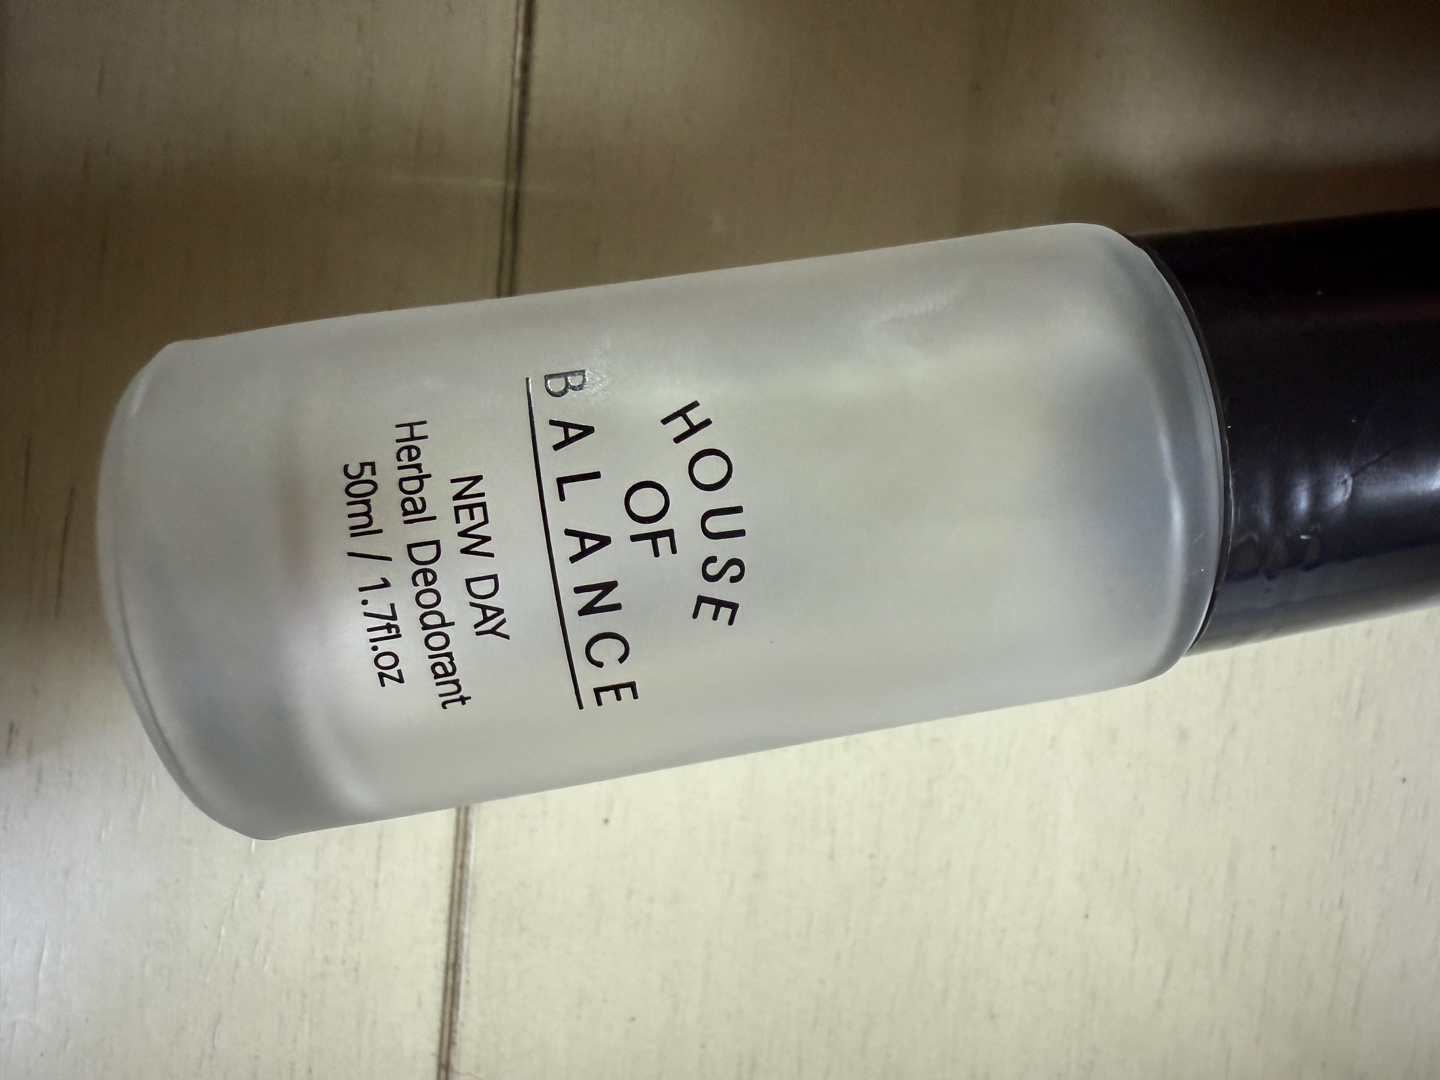 HOUSE
OF
BALANCE
NEW DAY
Herbal Deodorant
50ml / 1.7fl.oz